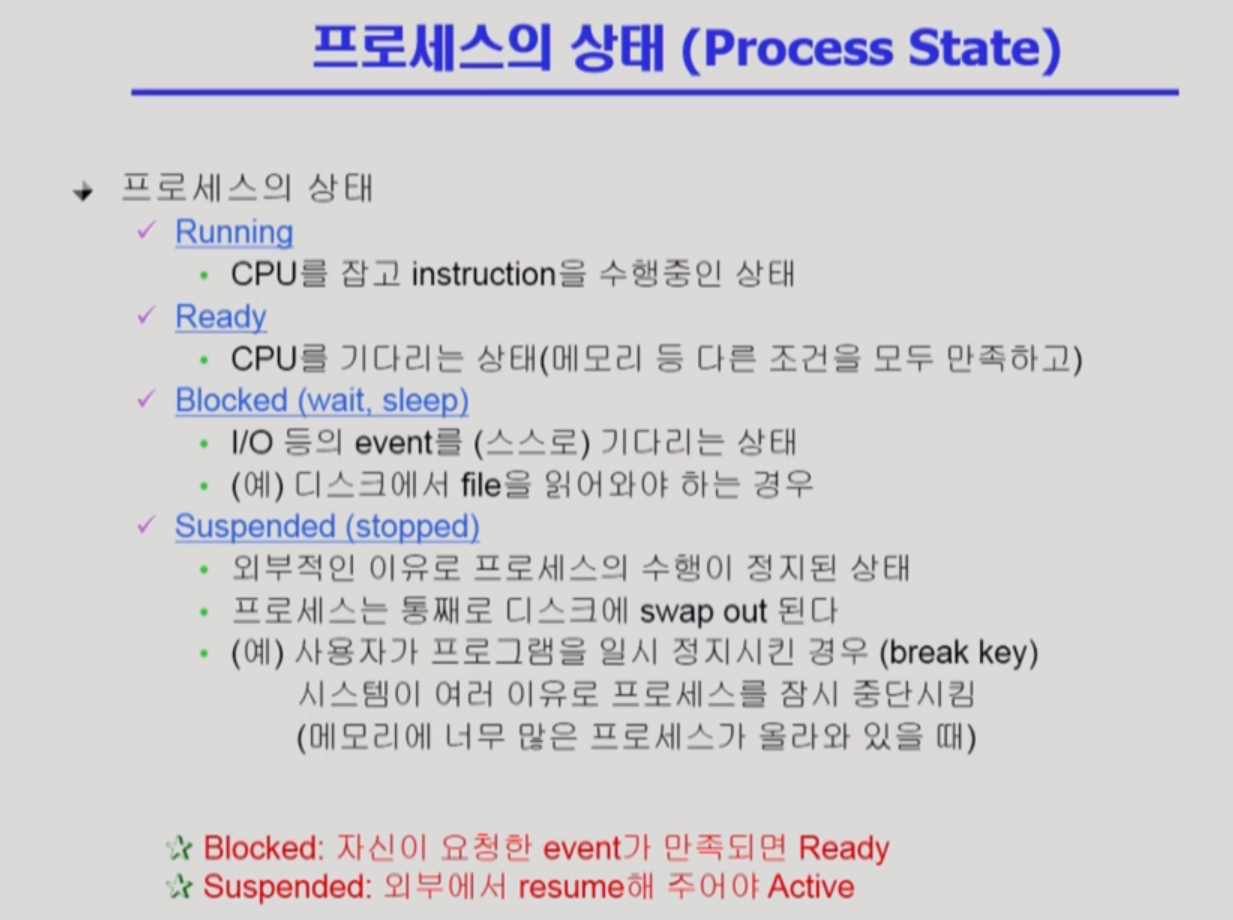 프로세스의 상태 (Process State)
프로세스의 상태
Running
CPU를 잡고 instruction을 수행중인 상태
Ready
CPU를 기다리는 상태(메모리 등 다른 조건을 모두 만족하고)
Blocked (wait, sleep)
I/O 등의 event를 (스스로) 기다리는 상태
(예) 디스크에서 file을 읽어와야 하는 경우
Suspended (stopped)
외부적인 이유로 프로세스의 수행이 정지된 상태
프로세스는 통째로 디스크에 swap out 된다
(예) 사용자가 프로그램을 일시 정지시킨 경우 (break key)
시스템이 여러 이유로 프로세스를 잠시 중단시킴
(메모리에 너무 많은 프로세스가 올라와 있을 때)
Blocked: 자신이 요청한 event가 만족되면 Ready
Suspended: 외부에서 resume해 주어야 Active